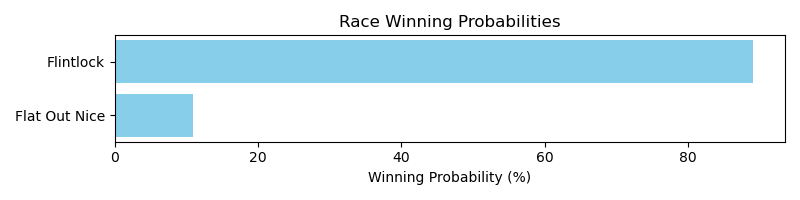 Race Winning Probabilities
Flintlock
Flat Out Nice
0 20 40 60 80
Winning Probability (%)